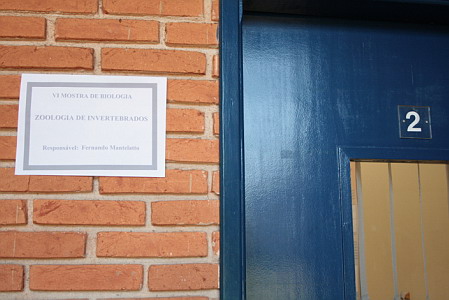 VI MOSTRA DE BIOLOGIA
ZOOLOGIA DE INVERTEBRADOS
Responsável: Fernando Mantelatto
2